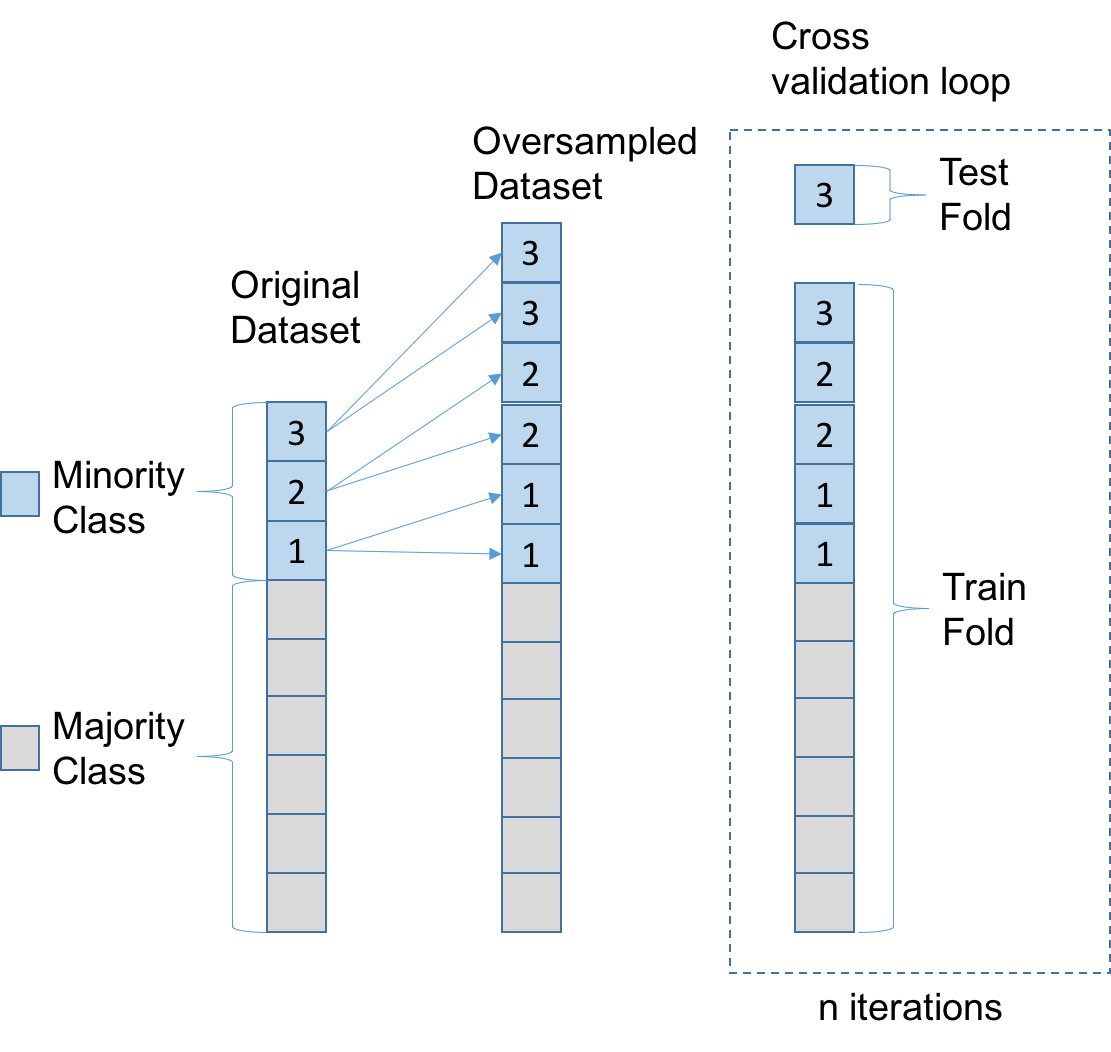 Cross
validation loop
Oversampled
Dataset
3
Test
Fold
3
Original
Dataset
3
3
2
2
3
2
2
Minority
Class
2
1
1
1
1
1
Train
Fold
Majority
Class
n iterations